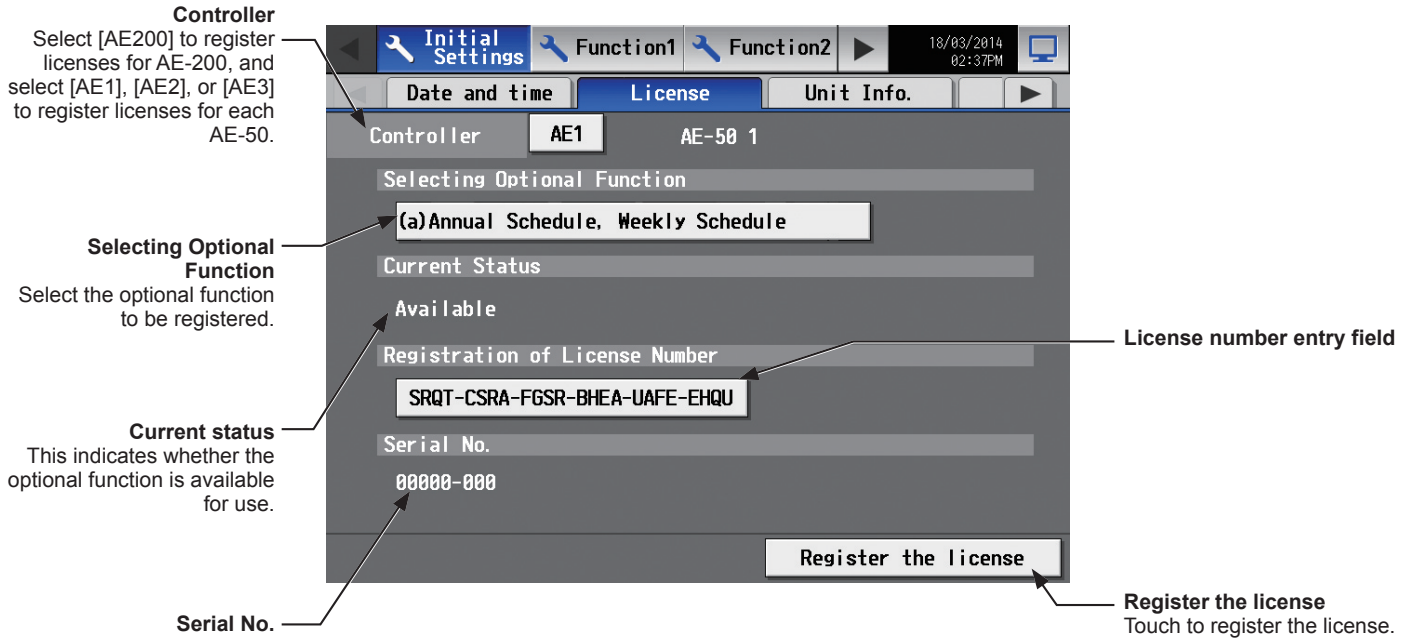 Controller
Select [AE200] to register
licenses for AE-200, and
select [AE1], [AE2], or [AE3]
to register licenses for each
AE-50.
Selecting Optional
Function
Select the optional function
to be registered.
Current status
This indicates whether the
optional function is available
for use.
Serial No.
Initial
Settings
Function1
Function2
18/03/2014
02:37PM
Date and time
License
Unit Info.
Controller
AE1
AE-50 1
Selecting Optional Function
(a)Annual Schedule, Weekly Schedule
Current Status
Available
Registration of License Number
SRQT-CSRA-FGSR-BHEA-UAFE-EHQU
Serial No.
00000-000
Register the license
License number entry field
Register the license
Touch to register the license.